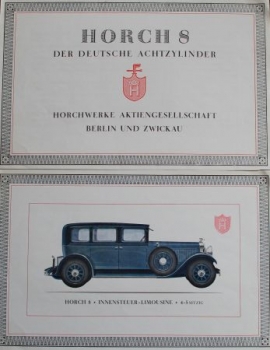 HORCH 8
DER DEUTSCHE ACHTZYLINDER
H
HORCHWERKE AKTIENGESELLSCHAFT
BERLIN UND ZWICKAU
HORCH 8 • INNENSTEUER-LIMOUSINE •